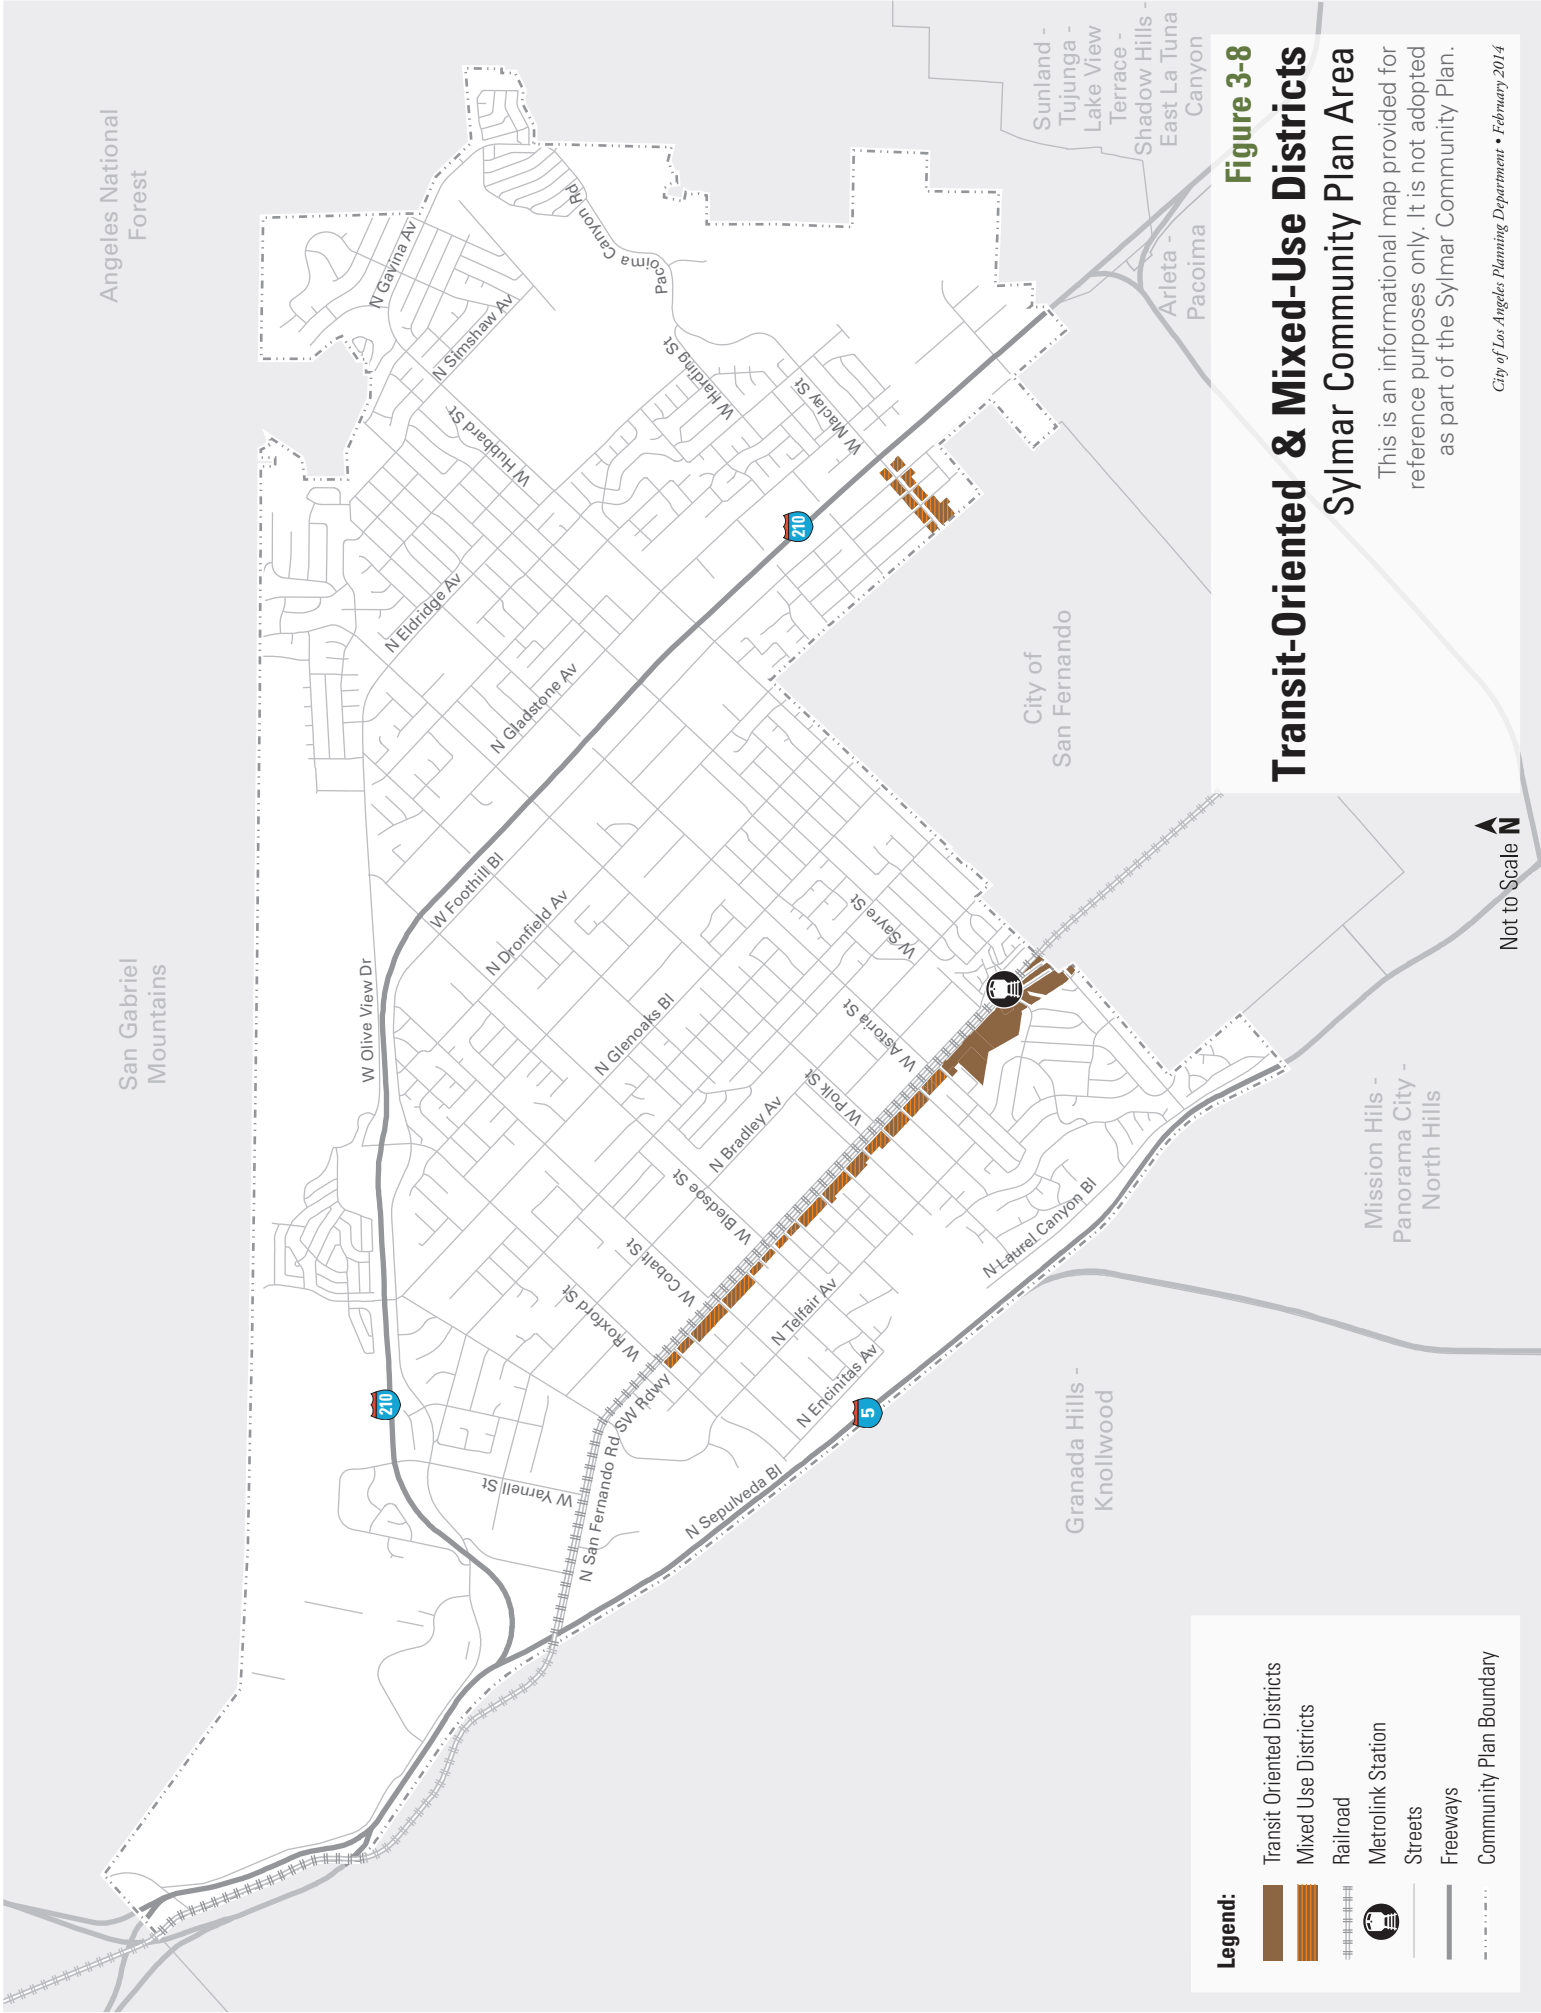 Figure 3-8
Transit-Oriented & Mixed-Use Districts
Sylmar Community Plan Area
This is an informational map provided for
reference purposes only. It is not adopted
as part of the Sylmar Community Plan.
City of Los Angeles Planning Department • February 2014
Not to Scale
N
Legend:
Transit Oriented Districts
Mixed Use Districts
Railroad
Metrolink Station
Streets
Freeways
Community Plan Boundary
San Gabriel
Mountains
Angeles National
Forest
Sunland -
Tujunga -
Lake View
Terrace -
Shadow Hills -
East La Tuna
Canyon
Arleta -
Pacoima
City of
San Fernando
Mission Hils -
Panorama City -
North Hills
Granada Hills -
Knollwood
N Gavina Av
N Simshaw Av
Pacoima Canyon Rd
W Harding St
W Hubbard St
W Maclay St
N Eldridge Av
N Gladstone Av
W Foothill Bl
N Dronfield Av
W Olive View Dr
N Glenoaks Bl
W Sayre St
W Astoria St
W Polk St
N Bradley Av
W Bledsoe St
W Cobalt St
W Roxford St
W Yarnell St
N San Fernando Rd SW Rdwy
N Telfair Av
N Encinitas Av
N Laurel Canyon Bl
N Sepulveda Bl
210
210
5